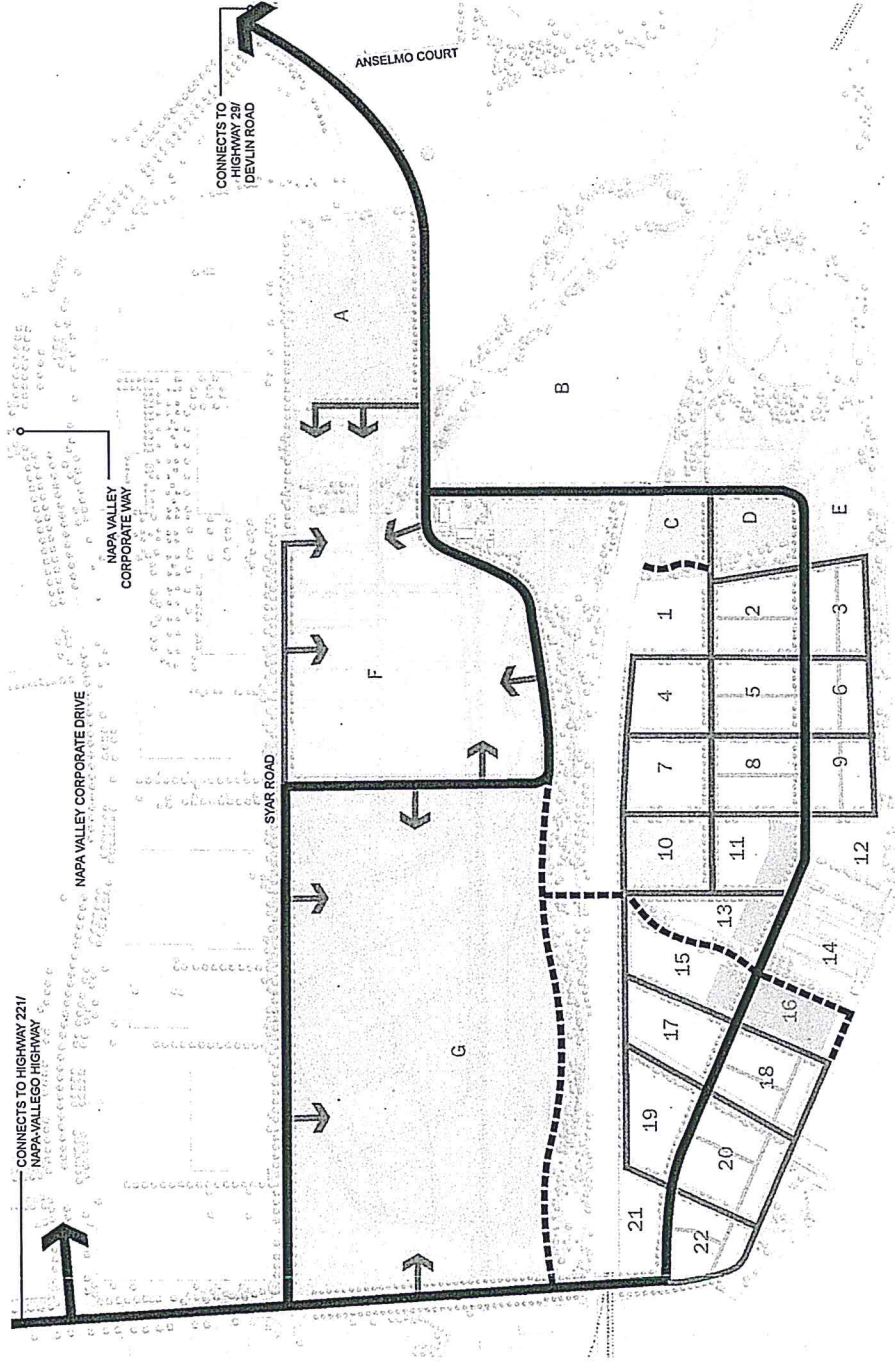 CONNECTS TO HIGHWAY 221/
NAPA-VALLEGO HIGHWAY
NAPA VALLEY CORPORATE DRIVE
NAPA VALLEY
CORPORATE WAY
CONNECTS TO
HIGHWAY 29/
DEVLIN ROAD
ANSELMO COURT
SYAR ROAD
A
B
C
D
E
F
G
1
2
3
4
5
6
7
8
9
10
11
12
13
14
15
16
17
18
19
20
21
22